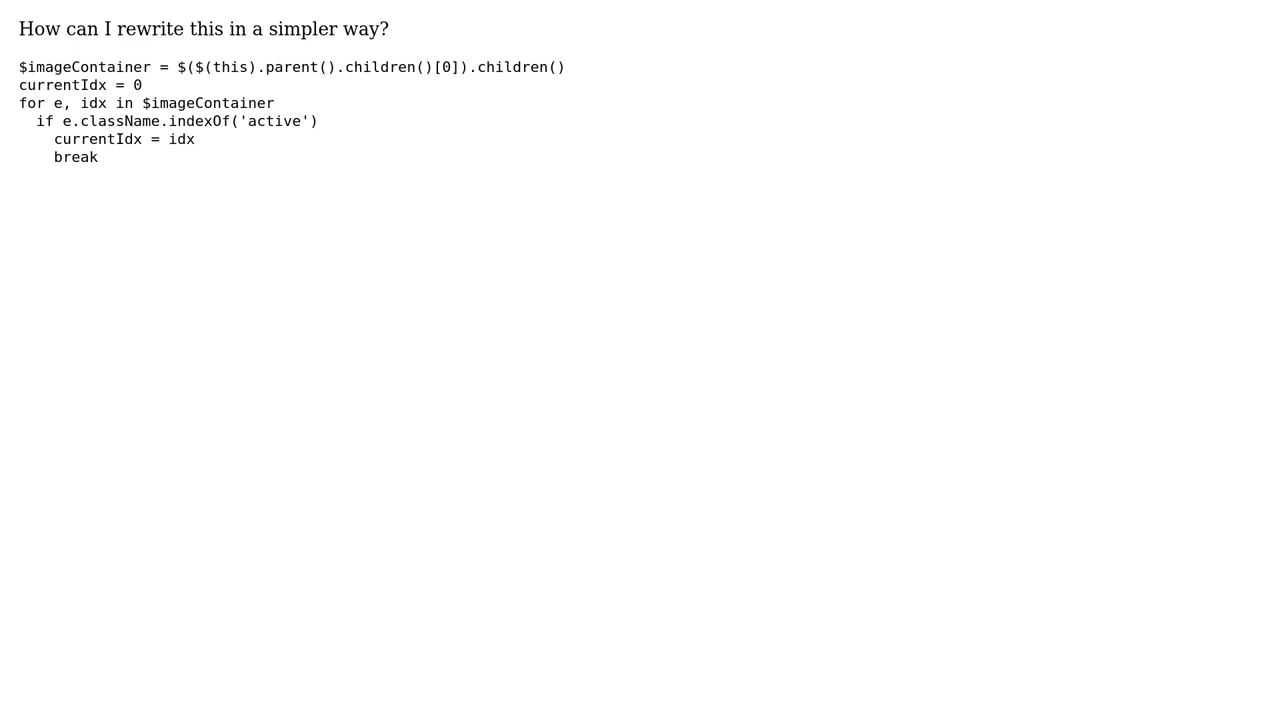 How can I rewrite this in a simpler way?
$imageContainer = $($(this).parent().children()[0]).children()
currentIdx = 0
for e, idx in $imageContainer
  if e.className.indexOf('active')
    currentIdx = idx
    break